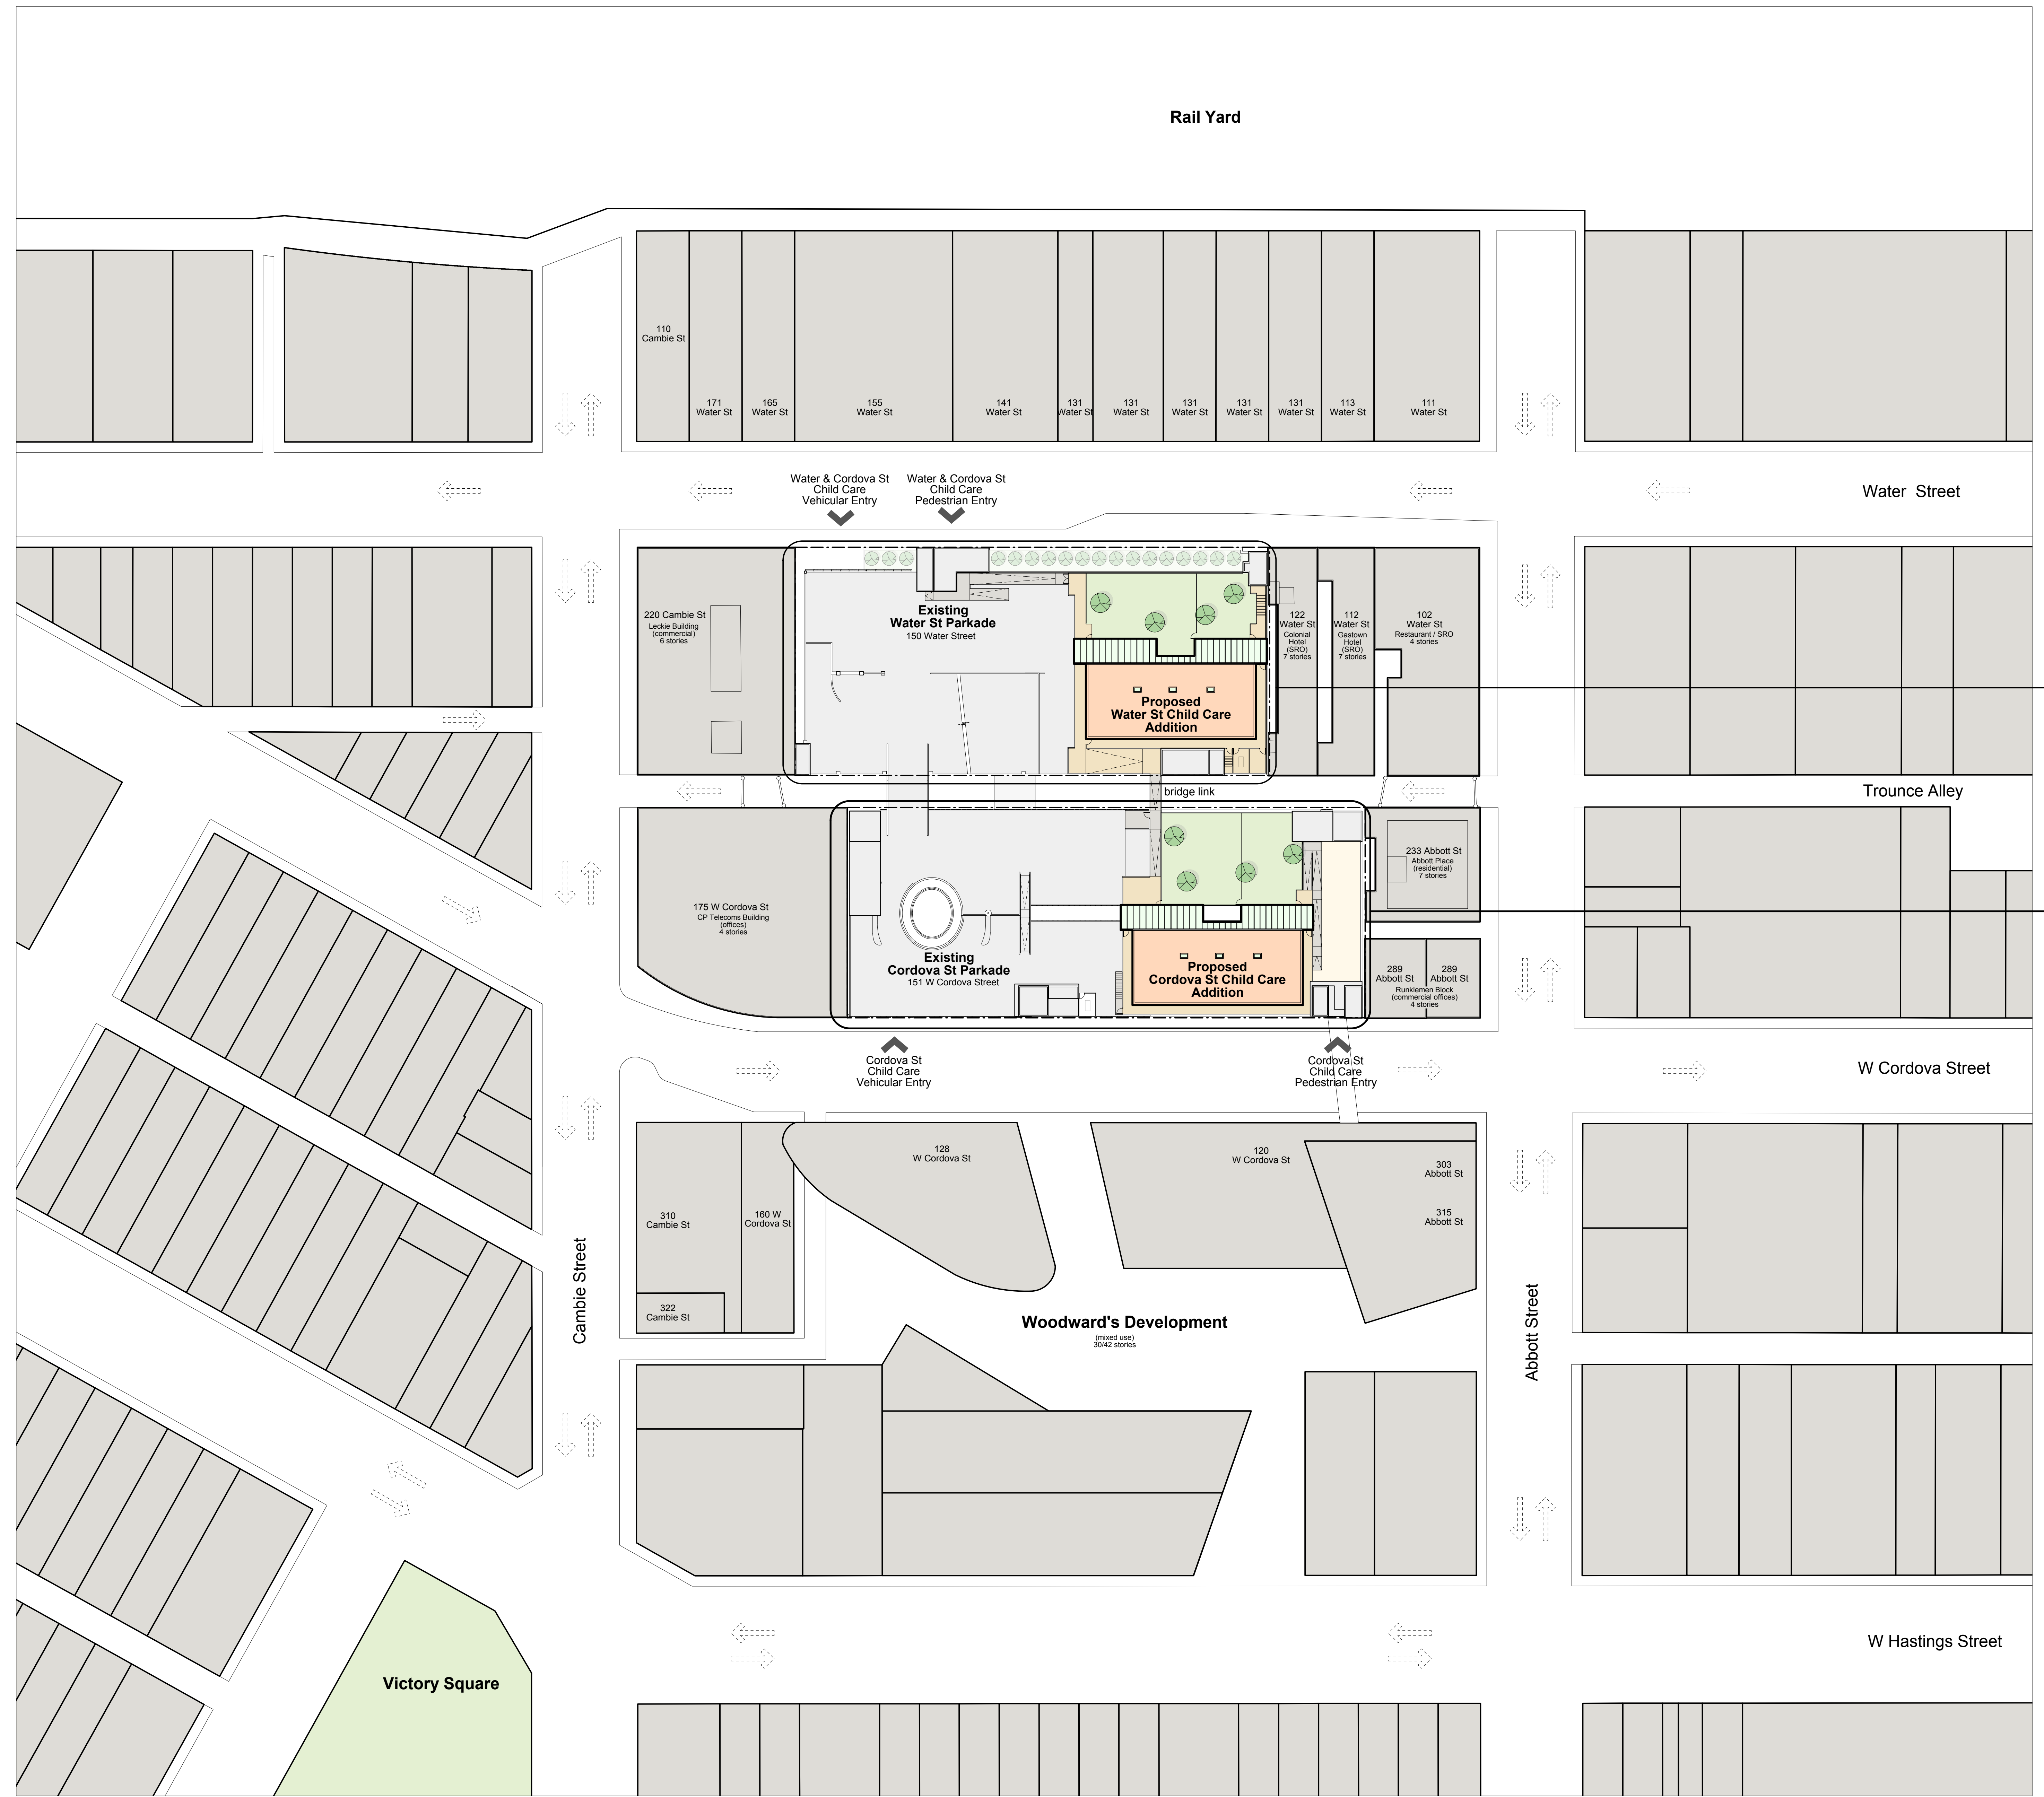 Rail Yard
110
Cambie St
171
Water St
165
Water St
155
Water St
141
Water St
131
Water St
131
Water St
131
Water St
131
Water St
131
Water St
113
Water St
111
Water St
Water & Cordova St
Child Care
Vehicular Entry
Water & Cordova St
Child Care
Pedestrian Entry
Water Street
220 Cambie St
Leckie Building
(commercial)
6 stories
Existing
Water St Parkade
150 Water Street
122
Water St
Colonial
Hotel
(SRO)
7 stories
112
Water St
Gastown
Hotel
(SRO)
7 stories
102
Water St
Restaurant / SRO
4 stories
Proposed
Water St Child Care
Addition
bridge link
Trounce Alley
175 W Cordova St
CP Telecoms Building
(offices)
4 stories
233 Abbott St
Abbott Place
(residential)
7 stories
Existing
Cordova St Parkade
151 W Cordova Street
Proposed
Cordova St Child Care
Addition
289
Abbott St
289
Abbott St
Runklemen Block
(commercial offices)
4 stories
Cordova St
Child Care
Vehicular Entry
Cordova St
Child Care
Pedestrian Entry
W Cordova Street
128
W Cordova St
120
W Cordova St
303
Abbott St
315
Abbott St
310
Cambie St
160 W
Cordova St
322
Cambie St
Cambie Street
Woodward's Development
(mixed use)
30/42 stories
Abbott Street
W Hastings Street
Victory Square